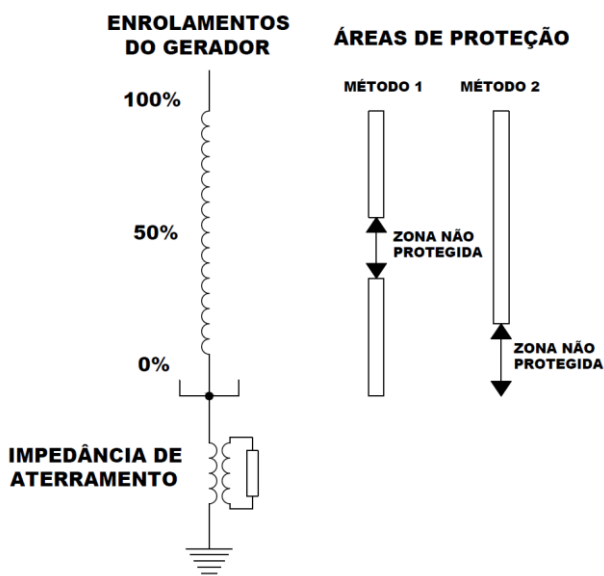 ENROLAMENTOS
DO GERADOR
ÁREAS DE PROTEÇÃO
MÉTODO 1
MÉTODO 2
100%
50%
0%
ZONA NÃO
PROTEGIDA
ZONA NÃO
PROTEGIDA
IMPEDÂNCIA DE
ATERRAMENTO